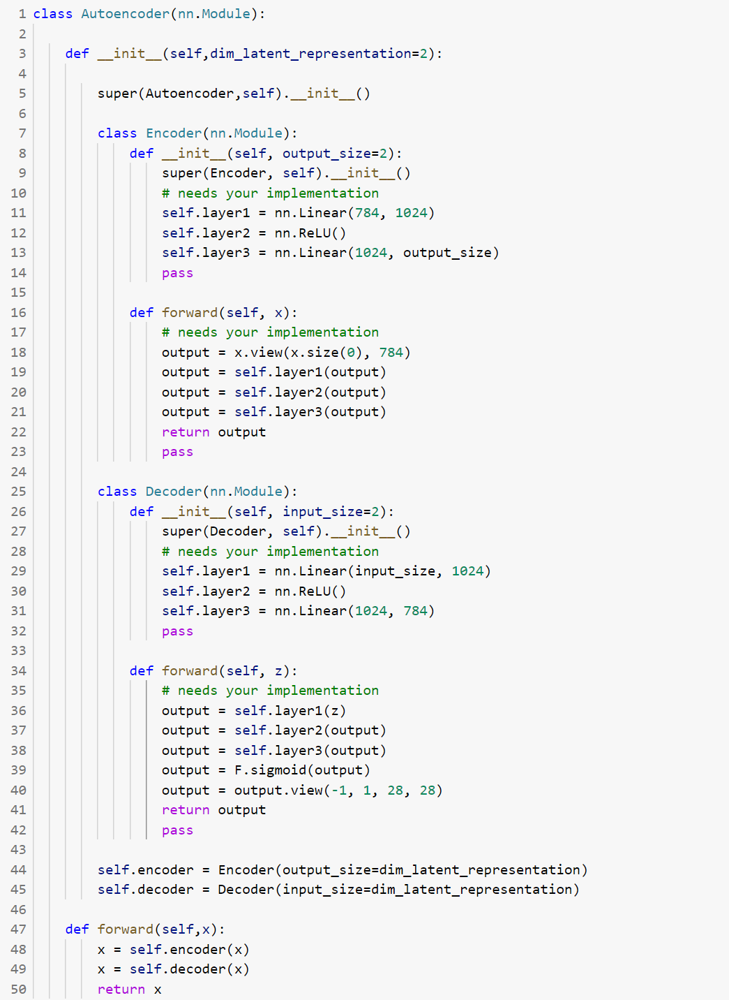 1 class Autoencoder(nn.Module):
2
3     def __init__(self,dim_latent_representation=2):
4
5         super(Autoencoder,self).__init__()
6
7         class Encoder(nn.Module):
8             def __init__(self, output_size=2):
9                 super(Encoder, self).__init__()
10                 # needs your implementation
11                 self.layer1 = nn.Linear(784, 1024)
12                 self.layer2 = nn.ReLU()
13                 self.layer3 = nn.Linear(1024, output_size)
14                 pass
15
16             def forward(self, x):
17                 # needs your implementation
18                 output = x.view(x.size(0), 784)
19                 output = self.layer1(output)
20                 output = self.layer2(output)
21                 output = self.layer3(output)
22                 return output
23                 pass
24
25         class Decoder(nn.Module):
26             def __init__(self, input_size=2):
27                 super(Decoder, self).__init__()
28                 # needs your implementation
29                 self.layer1 = nn.Linear(input_size, 1024)
30                 self.layer2 = nn.ReLU()
31                 self.layer3 = nn.Linear(1024, 784)
32                 pass
33
34             def forward(self, z):
35                 # needs your implementation
36                 output = self.layer1(z)
37                 output = self.layer2(output)
38                 output = self.layer3(output)
39                 output = F.sigmoid(output)
40                 output = output.view(-1, 1, 28, 28)
41                 return output
42                 pass
43
44         self.encoder = Encoder(output_size=dim_latent_representation)
45         self.decoder = Decoder(input_size=dim_latent_representation)
46
47     def forward(self,x):
48         x = self.encoder(x)
49         x = self.decoder(x)
50         return x